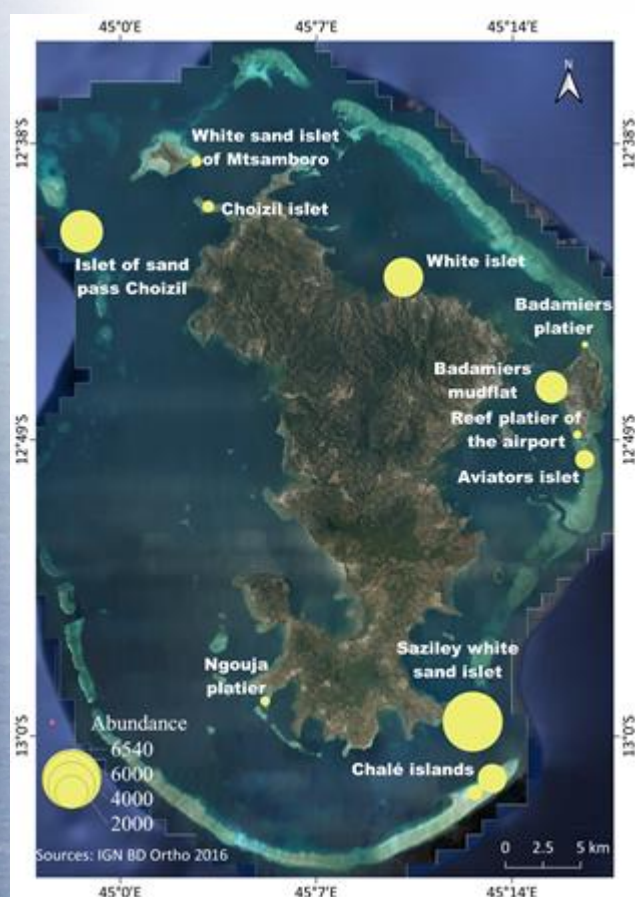 45°0'E 45°7'E 45°14'E
N
12°38'S 12°38'S
White sand islet
of Mtsamboro
Choizil islet
Islet of sand
pass Choizil
White islet
Badamiers
platier
Badamiers
mudflat
Reef platier of
the airport
12°49'S 12°49'S
Aviators islet
Saziley white
sand islet
Ngouja
platier
13°0'S 13°0'S
Chalé islands
Abundance
6540
6000
4000
2000
Sources: IGN BD Ortho 2016
0 2.5 5 km
45°0'E 45°7'E 45°14'E